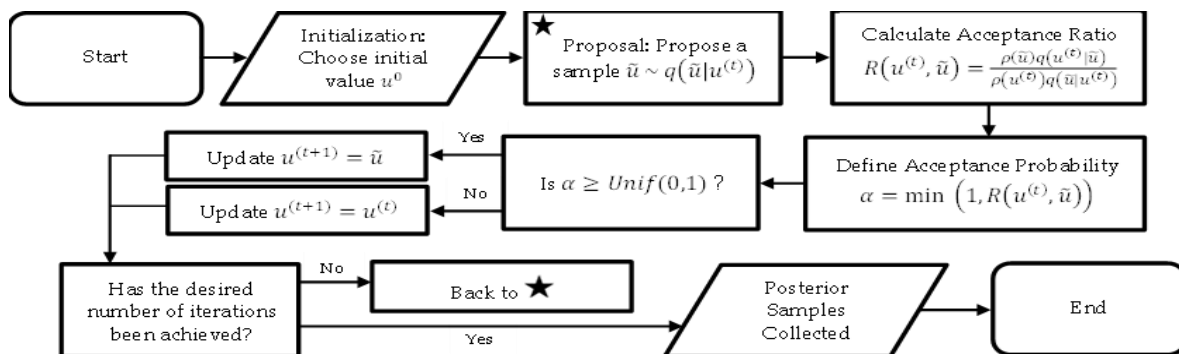 Start
Initialization:
Choose initial
value u⁰
★
Proposal: Propose a
sample ũ ~ q(ũ|u⁽ᵗ⁾)
Calculate Acceptance Ratio
R(u⁽ᵗ⁾, ũ) = ρ(ũ)q(u⁽ᵗ⁾|ũ) / ρ(u⁽ᵗ⁾)q(ũ|u⁽ᵗ⁾)
Define Acceptance Probability
α = min (1, R(u⁽ᵗ⁾, ũ))
Is α ≥ Unif(0,1) ?
Yes
Update u⁽ᵗ⁺¹⁾ = ũ
No
Update u⁽ᵗ⁺¹⁾ = u⁽ᵗ⁾
Has the desired
number of iterations
been achieved?
No
Back to ★
Yes
Posterior
Samples
Collected
End